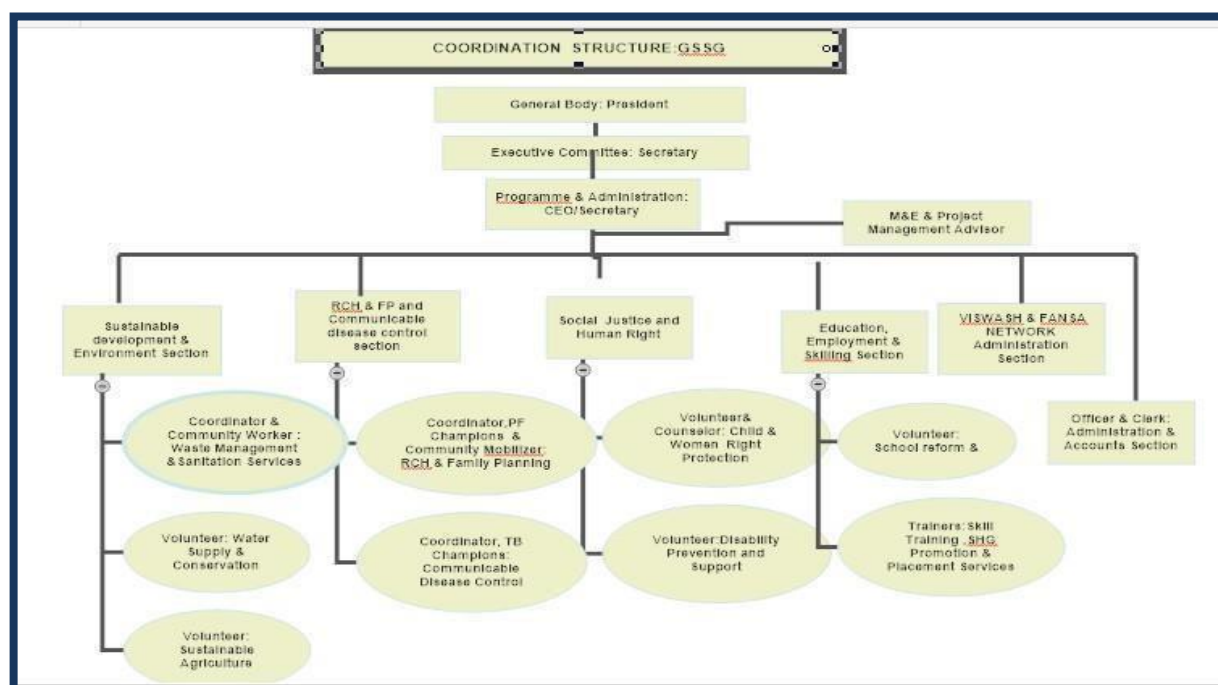 COORDINATION STRUCTURE:GSSG
General Body: President
Executive Committee: Secretary
Programme & Administration:
CEO/Secretary
M&E & Project
Management Advisor
Sustainable
development &
Environment Section
RCH & FP and
Communicable
disease control
section
Social Justice and
Human Right
Education,
Employment &
Skilling Section
VISWASH & FANSA
NETWORK
Administration
Section
Officer & Clerk:
Administration &
Accounts Section
Coordinator &
Community Worker :
Waste Management
&Sanitation Services
Coordinator,PF
Champions &
Community Mobilizer:
RCH & Family Planning
Volunteer&
Counselor: Child &
Women Right
Protection
Volunteer:
School reform &
Volunteer: Water
Supply &
Conservation
Coordinator, TB
Champions:
Communicable
Disease Control
Volunteer:Disability
Prevention and
Support
Trainers:Skill
Training ,SHG
Promotion &
Placement Services
Volunteer:
Sustainable
Agriculture